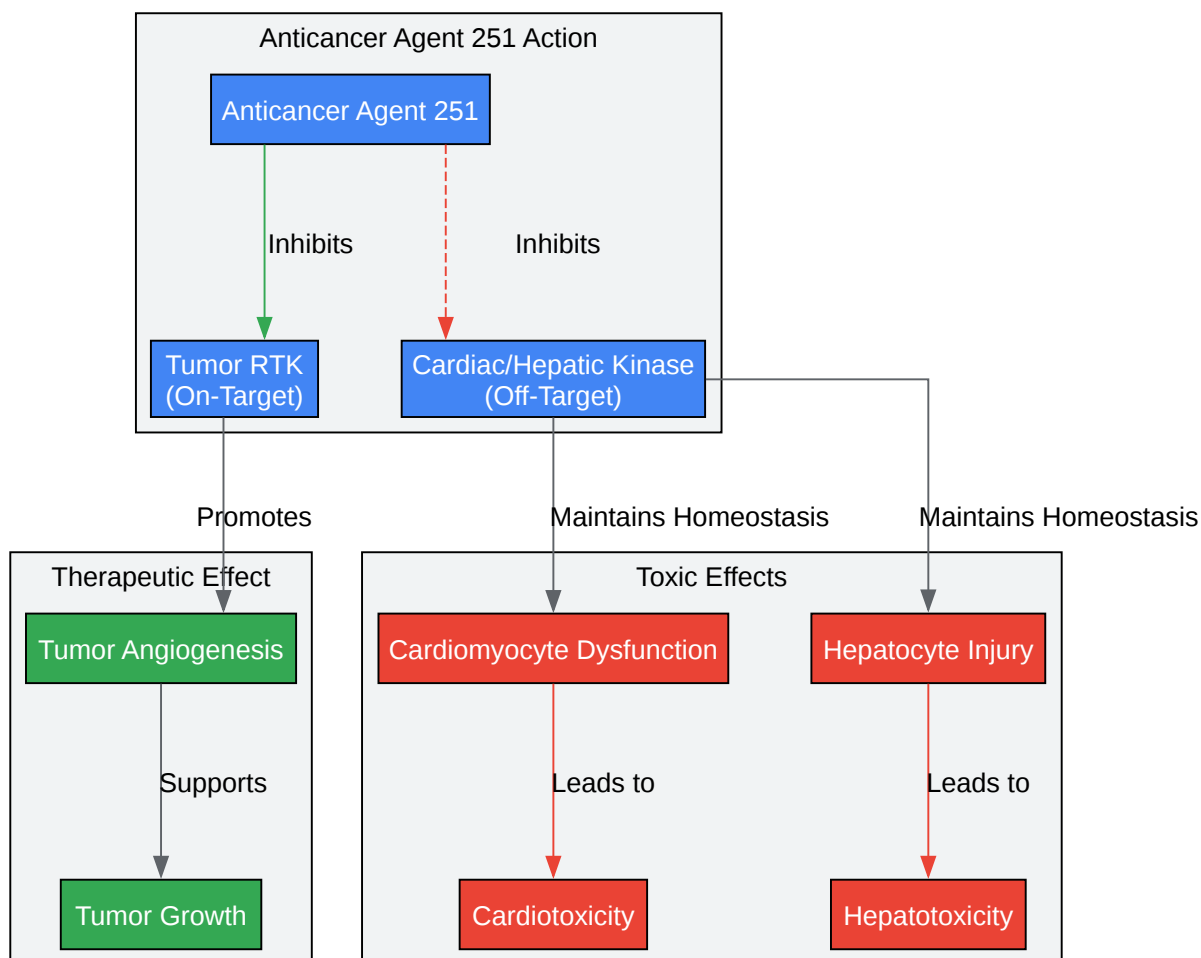 Anticancer Agent 251 Action
Anticancer Agent 251
Inhibits
Inhibits
Tumor RTK
(On-Target)
Cardiac/Hepatic Kinase
(Off-Target)
Promotes
Maintains Homeostasis
Maintains Homeostasis
Therapeutic Effect
Toxic Effects
Tumor Angiogenesis
Cardiomyocyte Dysfunction
Hepatocyte Injury
Supports
Leads to
Leads to
Tumor Growth
Cardiotoxicity
Hepatotoxicity